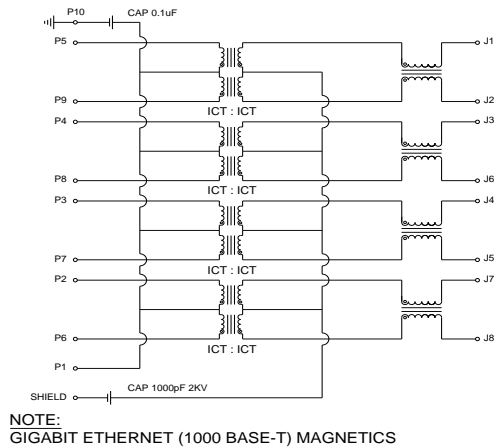 P10 CAP 0.1uF
P5 J1
P9 J2
ICT : ICT
P4 J3
P8 J6
ICT : ICT
P3 J4
P7 J5
ICT : ICT
P2 J7
P6 J8
ICT : ICT
P1
SHIELD CAP 1000pF 2KV
NOTE:
GIGABIT ETHERNET (1000 BASE-T) MAGNETICS